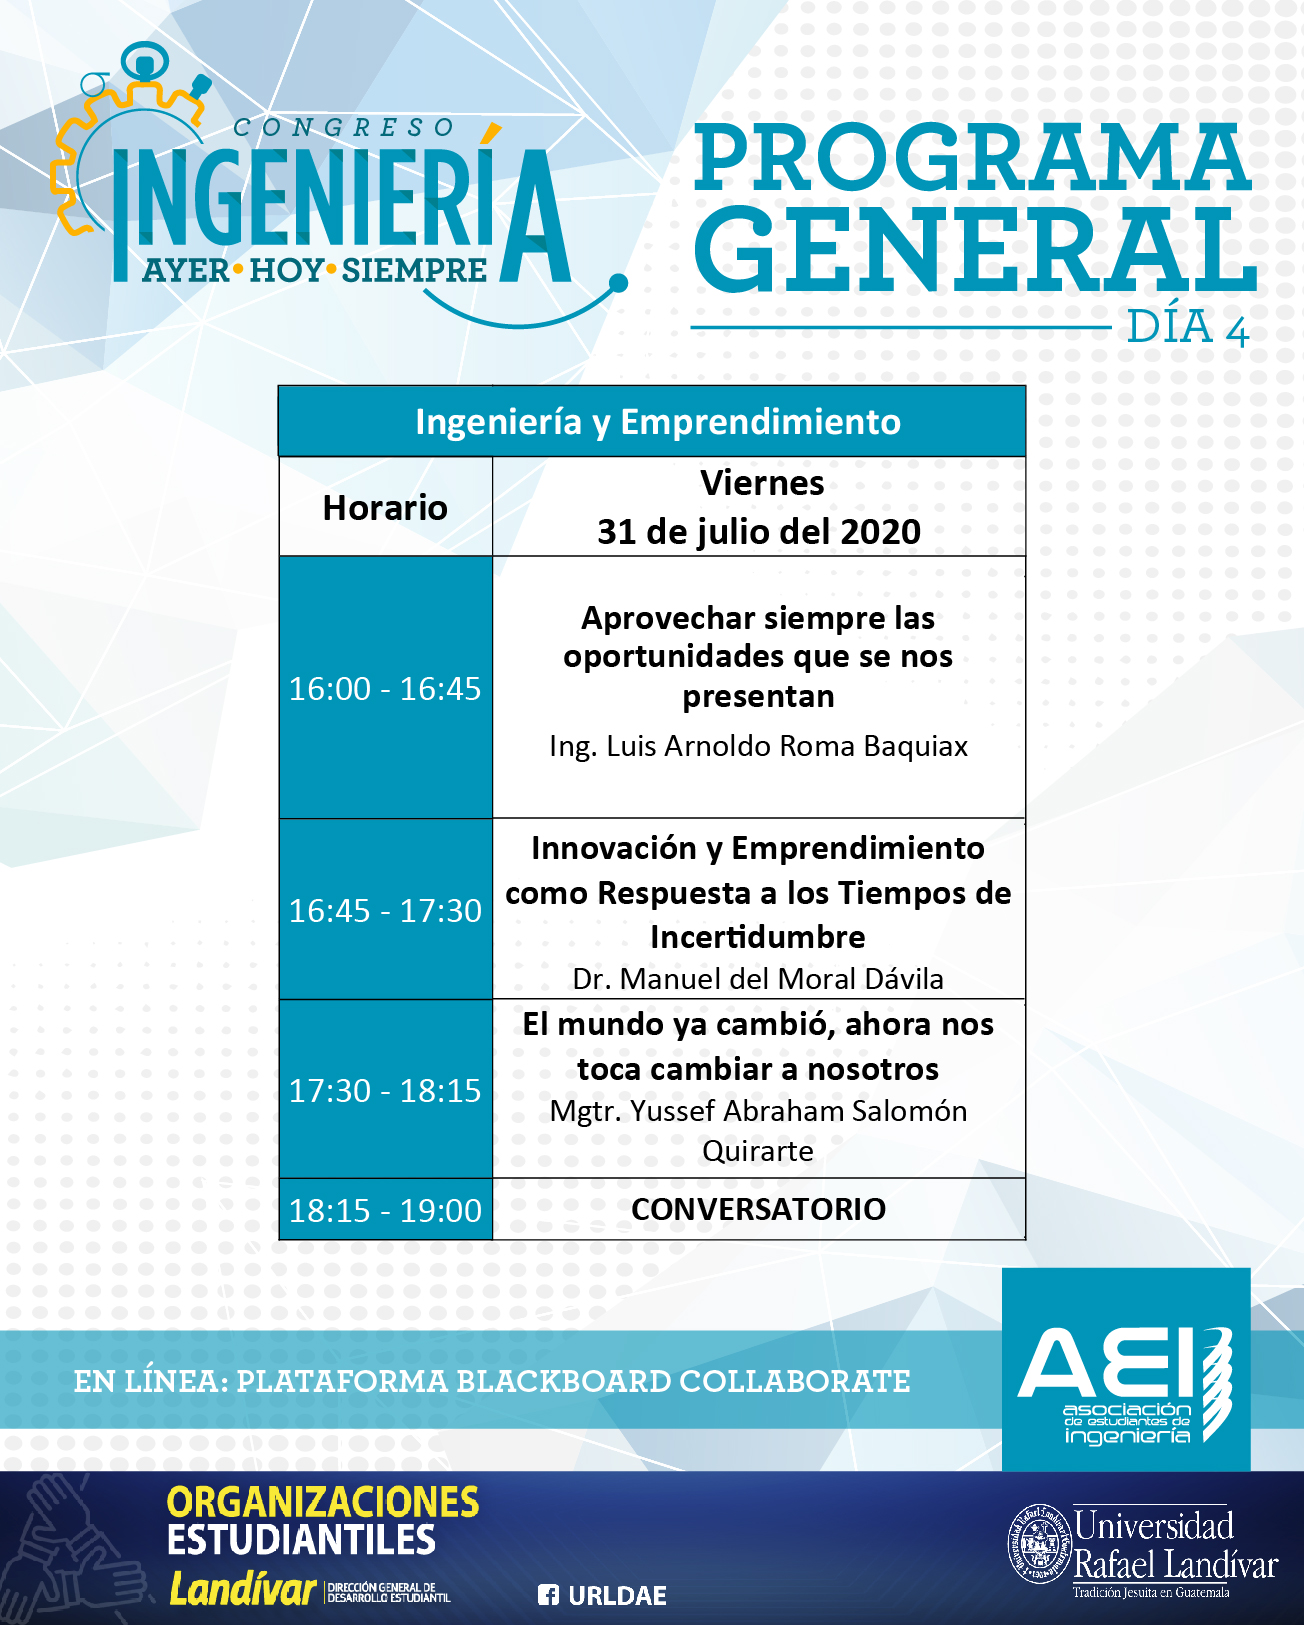 CONGRESO
INGENIERÍA
AYER•HOY•SIEMPRE
PROGRAMA
GENERAL
DÍA 4
Ingeniería y Emprendimiento
Horario
Viernes
31 de julio del 2020
16:00 - 16:45
Aprovechar siempre las
oportunidades que se nos
presentan
Ing. Luis Arnoldo Roma Baquiax
16:45 - 17:30
Innovación y Emprendimiento
como Respuesta a los Tiempos de
Incertidumbre
Dr. Manuel del Moral Dávila
17:30 - 18:15
El mundo ya cambió, ahora nos
toca cambiar a nosotros
Mgtr. Yussef Abraham Salomón
Quirarte
18:15 - 19:00
CONVERSATORIO
EN LÍNEA: PLATAFORMA BLACKBOARD COLLABORATE
AEI
asociación
de estudiantes de
ingeniería
ORGANIZACIONES
ESTUDIANTILES
Landívar
DIRECCIÓN GENERAL DE
DESARROLLO ESTUDIANTIL
URLDAE
Universidad
Rafael Landívar
Tradición Jesuita en Guatemala